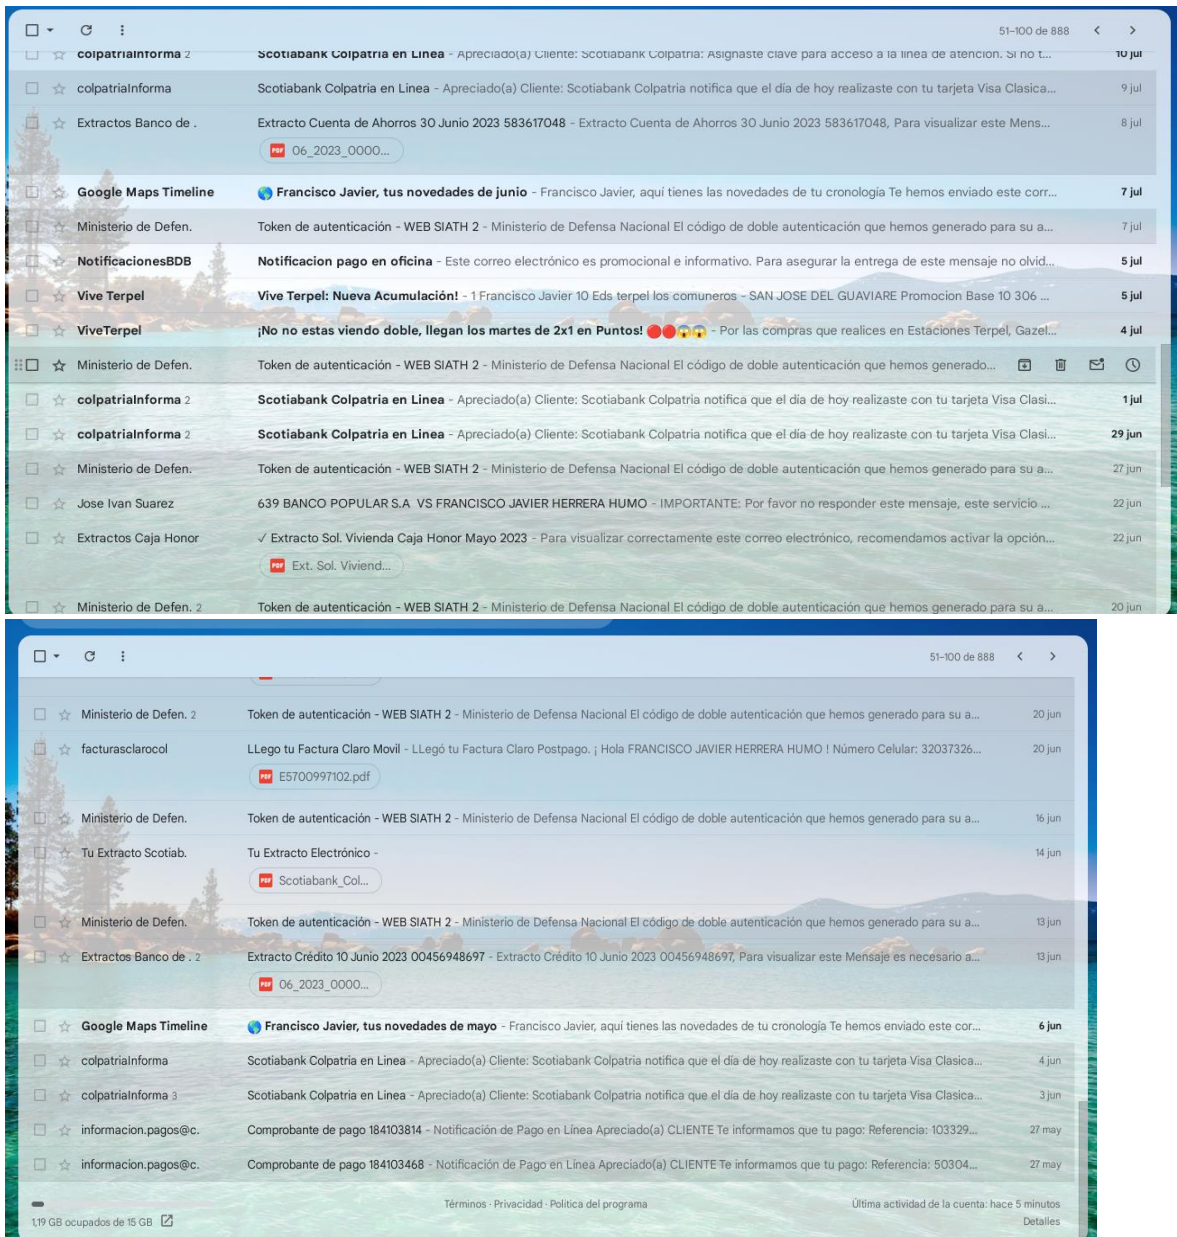 51–100 de 888
colpatriaInforma 2 Scotiabank Colpatria en Linea - Apreciado(a) Cliente: Scotiabank Colpatria: Asignaste clave para acceso a la linea de atención. Si no t... 10 jul
colpatriaInforma Scotiabank Colpatria en Linea - Apreciado(a) Cliente: Scotiabank Colpatria notifica que el día de hoy realizaste con tu tarjeta Visa Clasica... 9 jul
Extractos Banco de . Extracto Cuenta de Ahorros 30 Junio 2023 583617048 - Extracto Cuenta de Ahorros 30 Junio 2023 583617048, Para visualizar este Mens... 8 jul
PDF 06_2023_0000...
Google Maps Timeline 🌎 Francisco Javier, tus novedades de junio - Francisco Javier, aquí tienes las novedades de tu cronología Te hemos enviado este corr... 7 jul
Ministerio de Defen. Token de autenticación - WEB SIATH 2 - Ministerio de Defensa Nacional El código de doble autenticación que hemos generado para su a... 7 jul
NotificacionesBDB Notificacion pago en oficina - Este correo electrónico es promocional e informativo. Para asegurar la entrega de este mensaje no olvid... 5 jul
Vive Terpel Vive Terpel: Nueva Acumulación! - 1 Francisco Javier 10 Eds terpel los comuneros - SAN JOSE DEL GUAVIARE Promocion Base 10 306 ... 5 jul
ViveTerpel ¡No no estas viendo doble, llegan los martes de 2x1 en Puntos! 🔴🔴😱😱 - Por las compras que realices en Estaciones Terpel, Gazel... 4 jul
Ministerio de Defen. Token de autenticación - WEB SIATH 2 - Ministerio de Defensa Nacional El código de doble autenticación que hemos generado...
colpatriaInforma 2 Scotiabank Colpatria en Linea - Apreciado(a) Cliente: Scotiabank Colpatria notifica que el día de hoy realizaste con tu tarjeta Visa Clasi... 1 jul
colpatriaInforma 2 Scotiabank Colpatria en Linea - Apreciado(a) Cliente: Scotiabank Colpatria notifica que el día de hoy realizaste con tu tarjeta Visa Clasi... 29 jun
Ministerio de Defen. Token de autenticación - WEB SIATH 2 - Ministerio de Defensa Nacional El código de doble autenticación que hemos generado para su a... 27 jun
Jose Ivan Suarez 639 BANCO POPULAR S.A VS FRANCISCO JAVIER HERRERA HUMO - IMPORTANTE: Por favor no responder este mensaje, este servicio ... 22 jun
Extractos Caja Honor ✓ Extracto Sol. Vivienda Caja Honor Mayo 2023 - Para visualizar correctamente este correo electrónico, recomendamos activar la opción... 22 jun
PDF Ext. Sol. Viviend...
Ministerio de Defen. 2 Token de autenticación - WEB SIATH 2 - Ministerio de Defensa Nacional El código de doble autenticación que hemos generado para su a... 20 jun
51–100 de 888
Ministerio de Defen. 2 Token de autenticación - WEB SIATH 2 - Ministerio de Defensa Nacional El código de doble autenticación que hemos generado para su a... 20 jun
facturasclarocol LLego tu Factura Claro Movil - LLegó tu Factura Claro Postpago. ¡ Hola FRANCISCO JAVIER HERRERA HUMO ! Número Celular: 32037326... 20 jun
PDF E5700997102.pdf
Ministerio de Defen. Token de autenticación - WEB SIATH 2 - Ministerio de Defensa Nacional El código de doble autenticación que hemos generado para su a... 16 jun
Tu Extracto Scotiab. Tu Extracto Electrónico - 14 jun
PDF Scotiabank_Col...
Ministerio de Defen. Token de autenticación - WEB SIATH 2 - Ministerio de Defensa Nacional El código de doble autenticación que hemos generado para su a... 13 jun
Extractos Banco de . 2 Extracto Crédito 10 Junio 2023 00456948697 - Extracto Crédito 10 Junio 2023 00456948697, Para visualizar este Mensaje es necesario a... 13 jun
PDF 06_2023_0000...
Google Maps Timeline 🌎 Francisco Javier, tus novedades de mayo - Francisco Javier, aquí tienes las novedades de tu cronología Te hemos enviado este cor... 6 jun
colpatriaInforma Scotiabank Colpatria en Linea - Apreciado(a) Cliente: Scotiabank Colpatria notifica que el día de hoy realizaste con tu tarjeta Visa Clasica... 4 jun
colpatriaInforma 3 Scotiabank Colpatria en Linea - Apreciado(a) Cliente: Scotiabank Colpatria notifica que el día de hoy realizaste con tu tarjeta Visa Clasica... 3 jun
informacion.pagos@c. Comprobante de pago 184103814 - Notificación de Pago en Línea Apreciado(a) CLIENTE Te informamos que tu pago: Referencia: 103329... 27 may
informacion.pagos@c. Comprobante de pago 184103468 - Notificación de Pago en Línea Apreciado(a) CLIENTE Te informamos que tu pago: Referencia: 50304... 27 may
Términos · Privacidad · Política del programa Última actividad de la cuenta: hace 5 minutos
1,19 GB ocupados de 15 GB Detalles